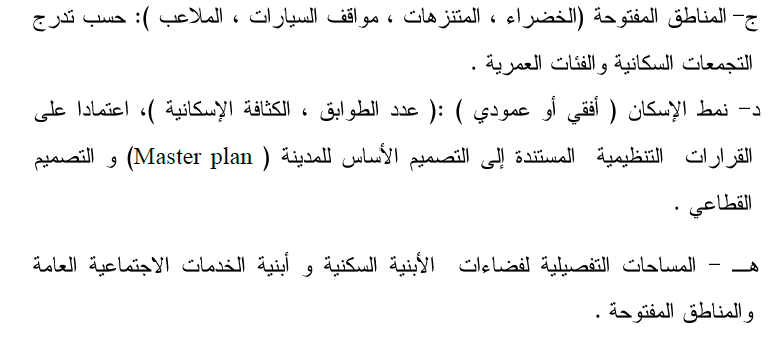 ج- المناطق المفتوحة (الخضراء ، المتنزهات ، مواقف السيارات ، الملاعب ): حسب تدرج
التجمعات السكانية والفئات العمرية .
د- نمط الإسكان ( أفقي أو عمودي ) :( عدد الطوابق ، الكثافة الإسكانية )، اعتمادا على
القرارات التنظيمية المستندة إلى التصميم الأساس للمدينة ( Master plan) و التصميم
القطاعي .
هـ - المساحات التفصيلية لفضاءات الأبنية السكنية و أبنية الخدمات الاجتماعية العامة
والمناطق المفتوحة .